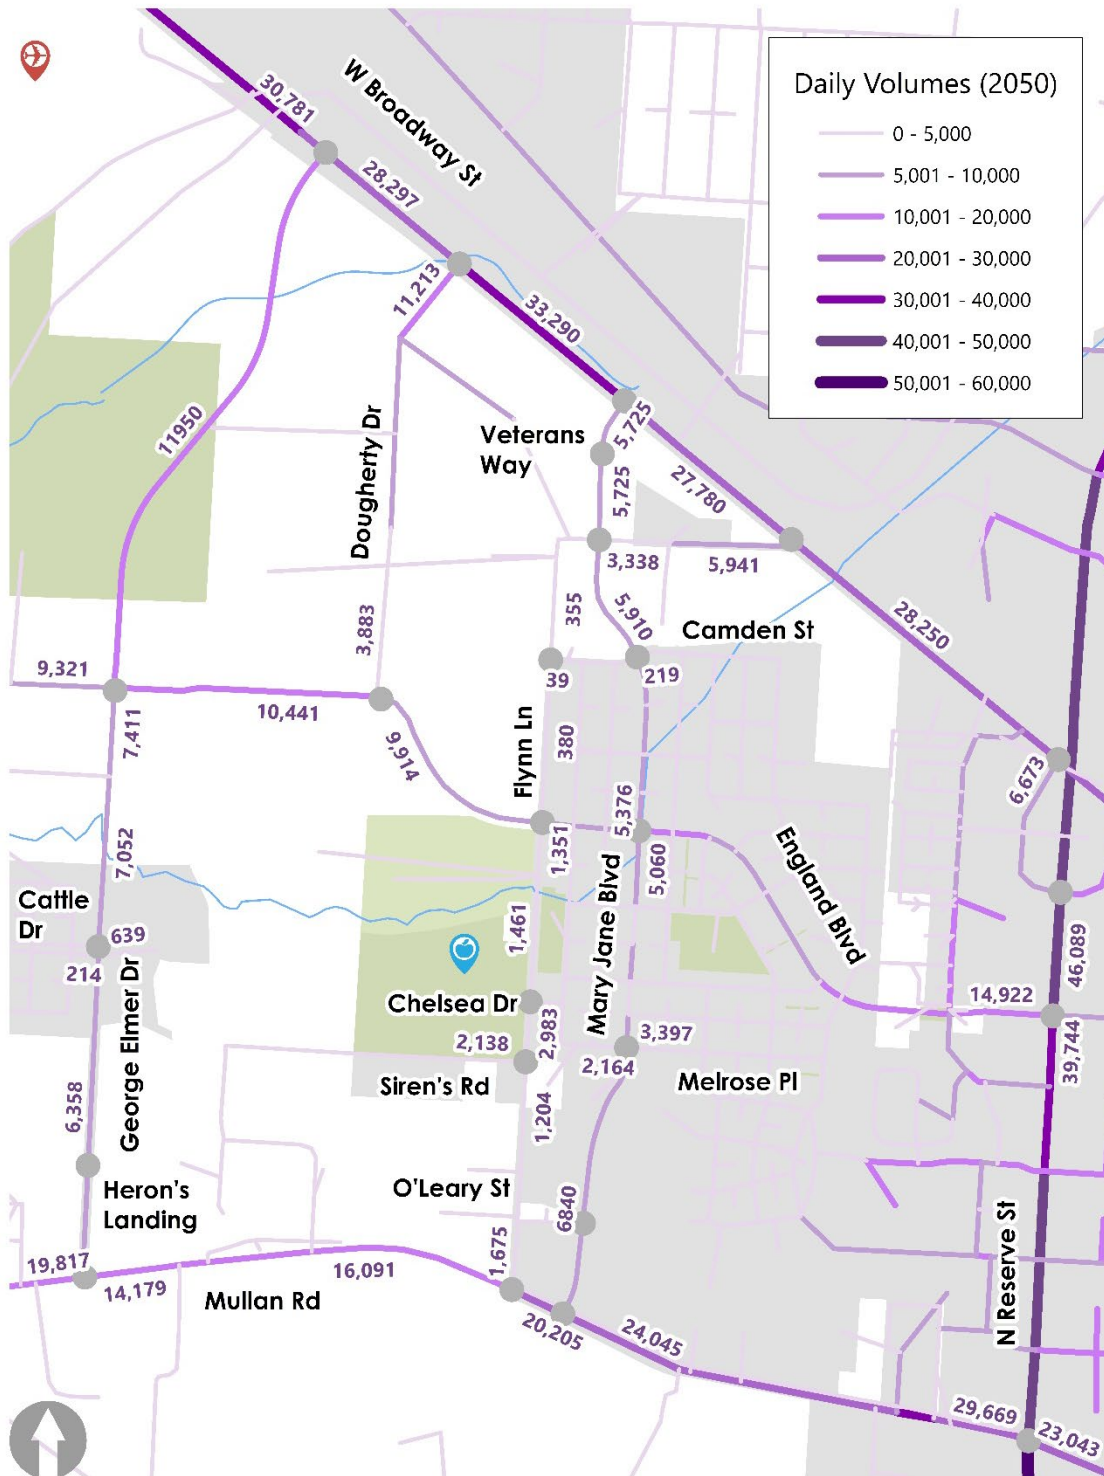 Daily Volumes (2050)
0 - 5,000
5,001 - 10,000
10,001 - 20,000
20,001 - 30,000
30,001 - 40,000
40,001 - 50,000
50,001 - 60,000
30,781
W Broadway St
28,297
11,213
33,290
11950
Dougherty Dr
Veterans
Way
5,725
5,725
27,780
3,338
5,941
355
5,910
Camden St
28,250
3,883
9,321
39
219
7,411
10,441
9,914
Flynn Ln
380
6,673
5,376
1,351
5,060
England Blvd
7,052
Cattle
Dr
639
214
George Elmer Dr
1,461
Mary Jane Blvd
46,089
Chelsea Dr
14,922
2,138
2,983
3,397
39,744
2,164
Siren's Rd
Melrose Pl
6,358
1,204
Heron's
Landing
O'Leary St
6840
N Reserve St
19,817
14,179
16,091
1,675
Mullan Rd
20,205
24,045
29,669
23,043